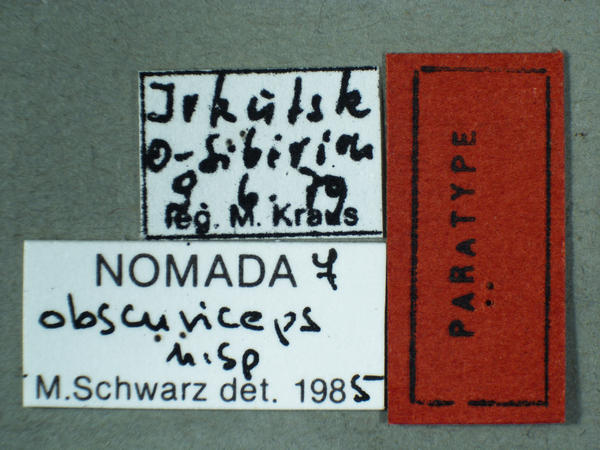 Irkutsk
O-Sibirien
9 6. 79
leg. M. Kraus
NOMADA
obscuriceps
n.sp
M.Schwarz det. 1985
PARATYPE